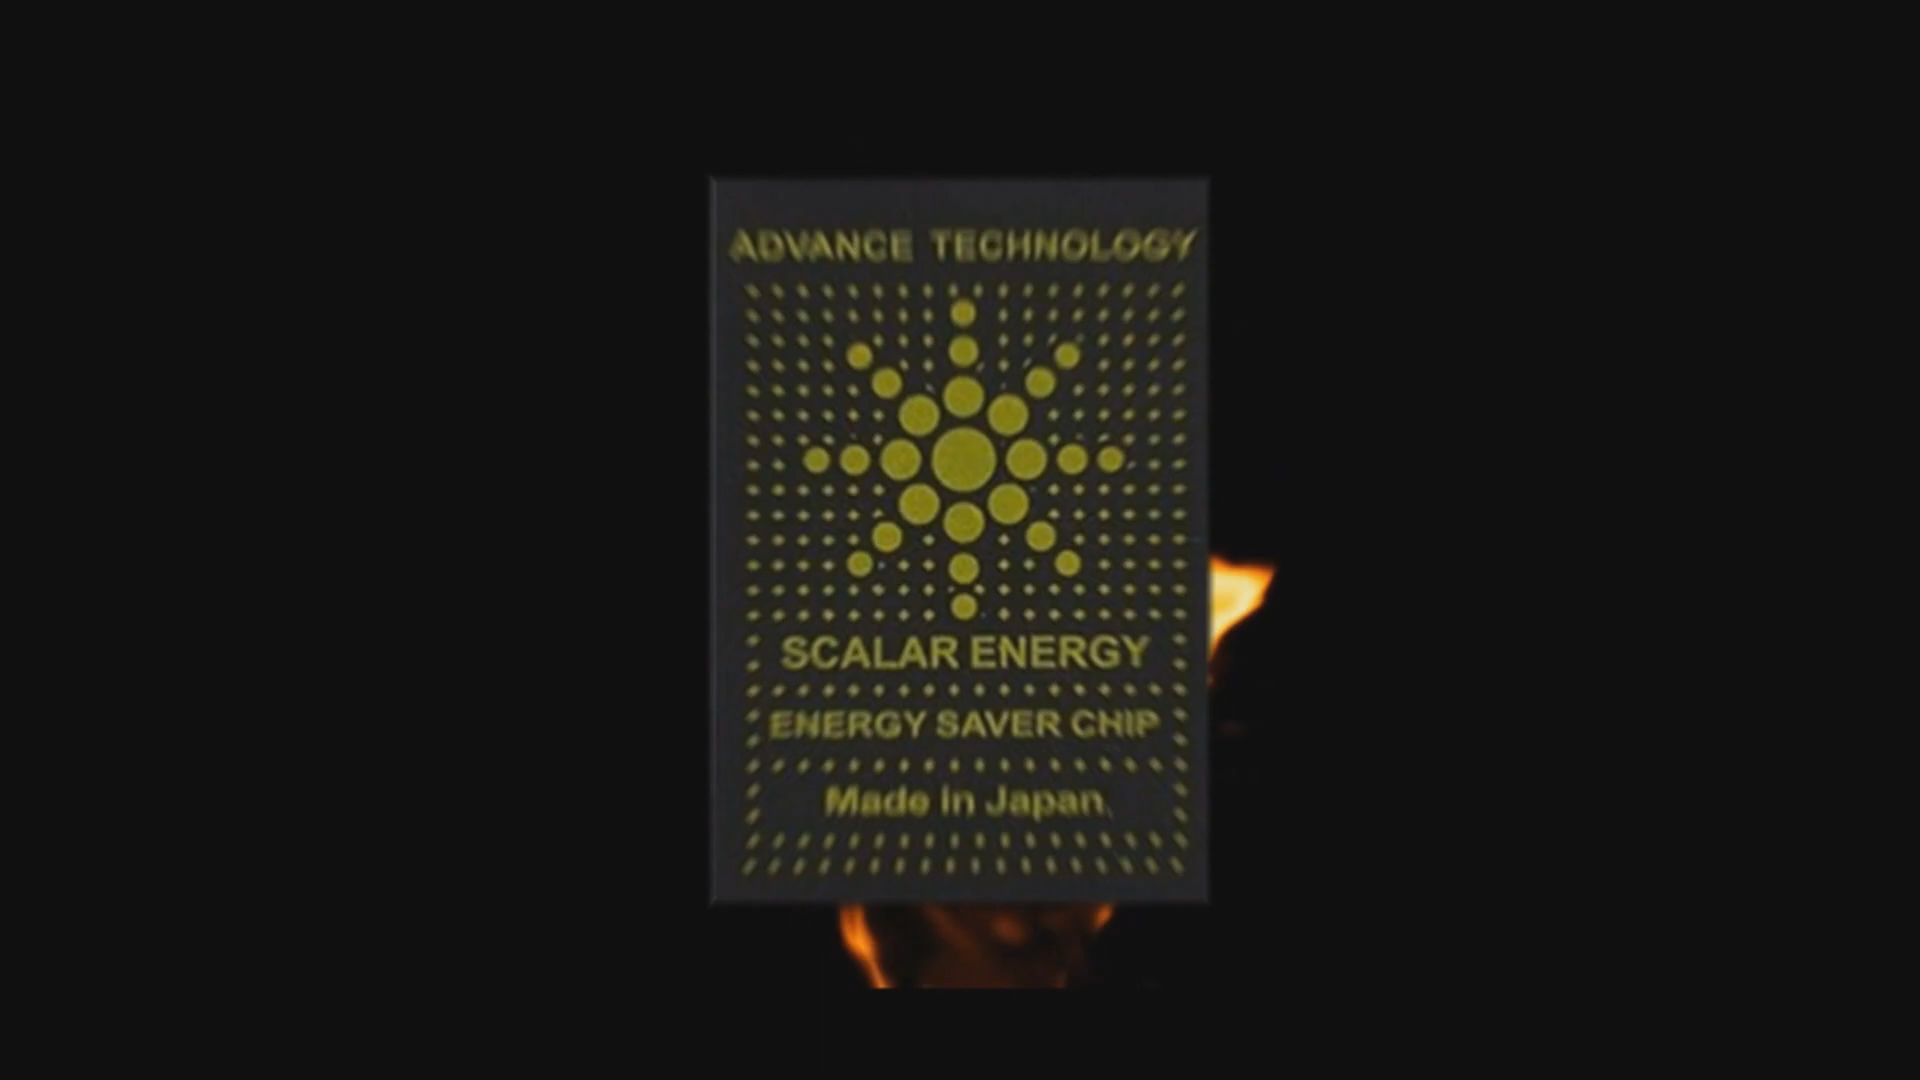 ADVANCE TECHNOLOGY
SCALAR ENERGY
ENERGY SAVER CHIP
Made in Japan